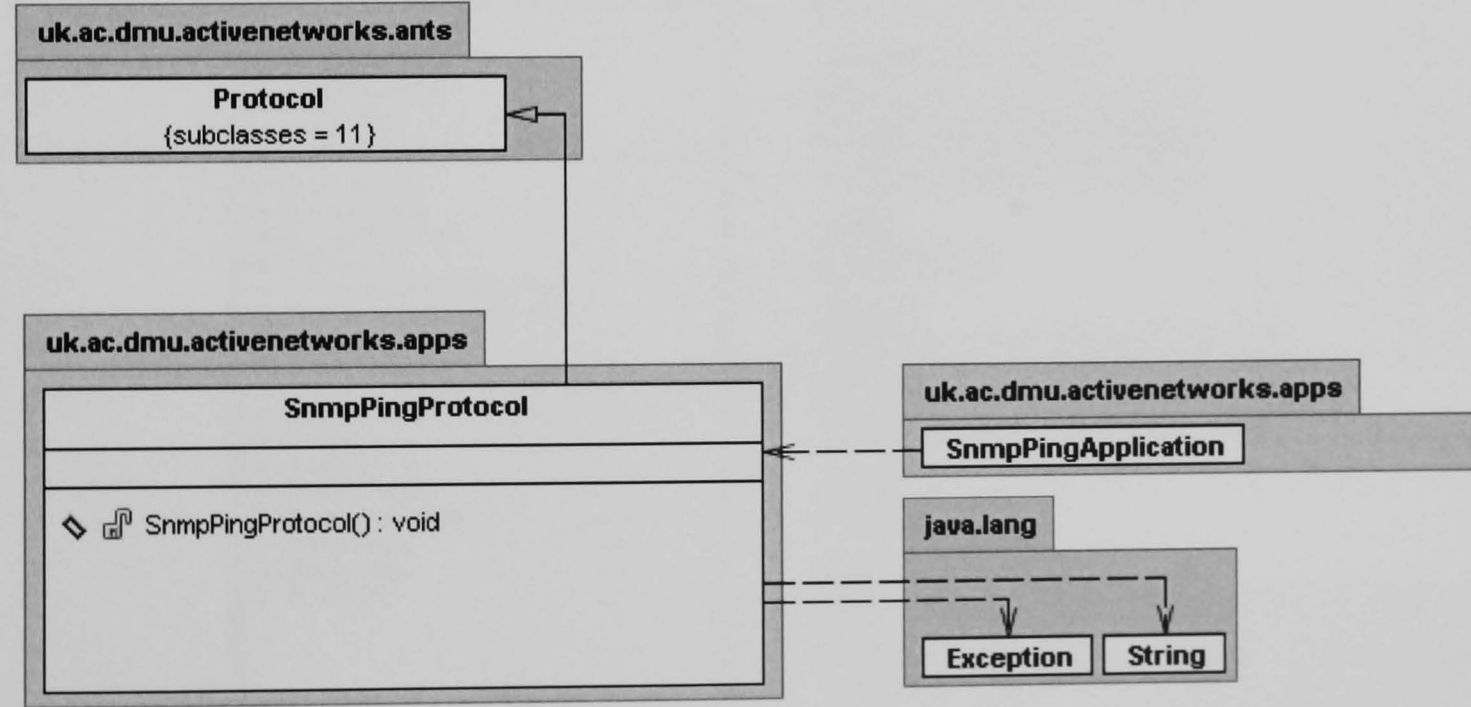 uk.ac.dmu.activenetworks.ants
Protocol
{subclasses = 11}
uk.ac.dmu.activenetworks.apps
SnmpPingProtocol
SnmpPingProtocol() : void
uk.ac.dmu.activenetworks.apps
SnmpPingApplication
java.lang
Exception
String